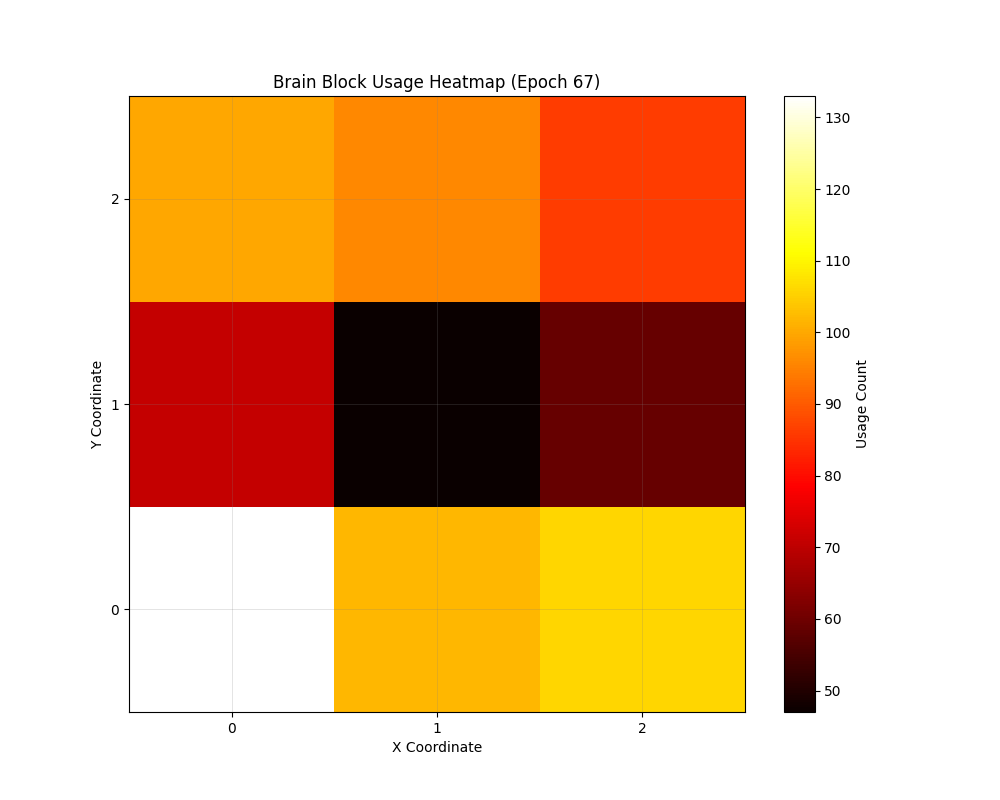 Brain Block Usage Heatmap (Epoch 67)
2
1
0
Y Coordinate
0 1 2
X Coordinate
130
120
110
100
90
80
70
60
50
Usage Count